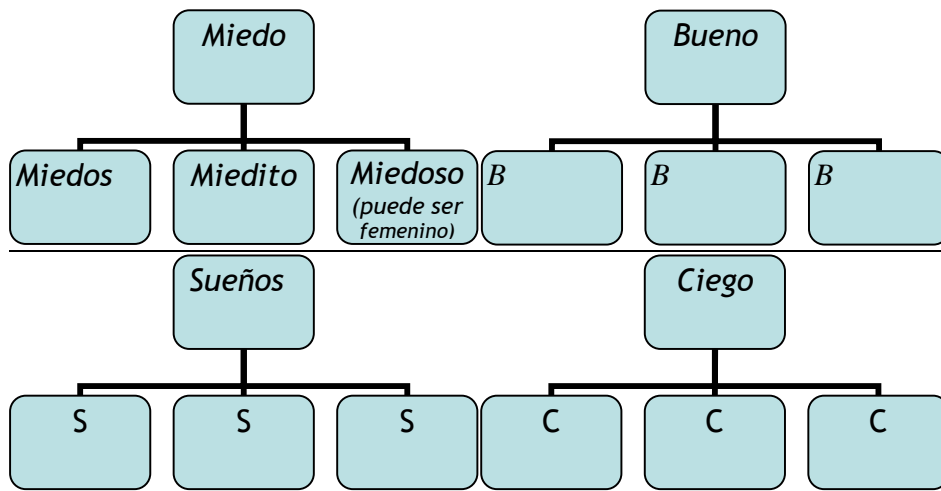 Miedo
Bueno
Miedos
Miedito
Miedoso
(puede ser
femenino)
B
B
B
Sueños
Ciego
S
S
S
C
C
C